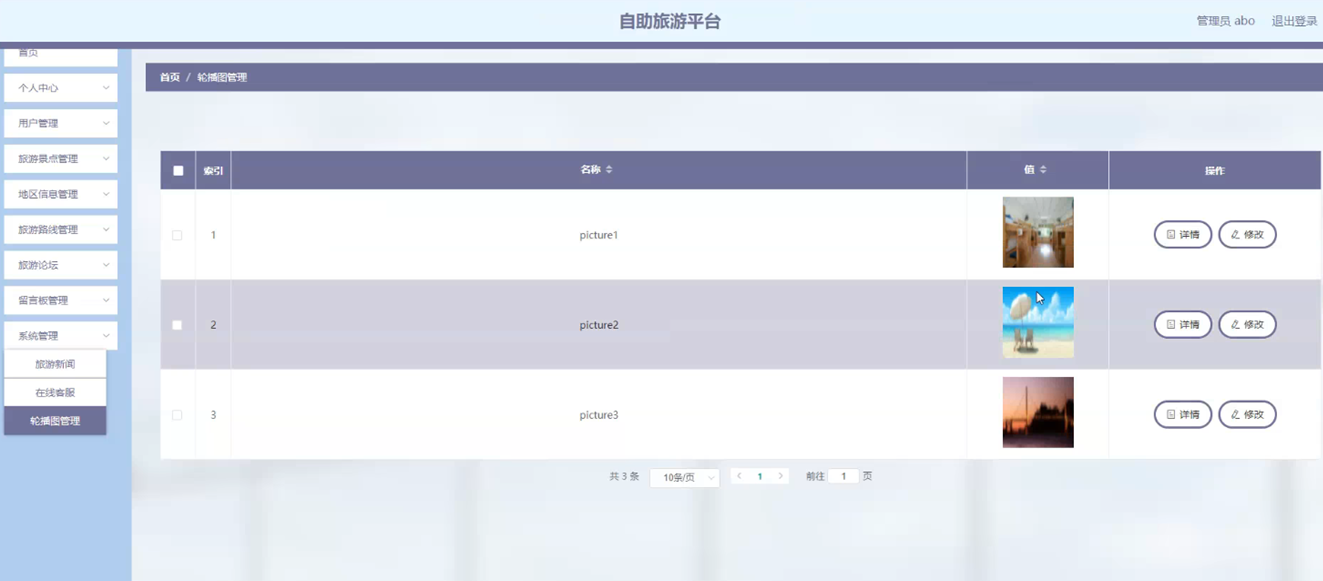 自助旅游平台
管理员 abo 退出登录
首页
个人中心
用户管理
旅游景点管理
地区信息管理
旅游路线管理
旅游论坛
留言板管理
系统管理
旅游新闻
在线客服
轮播图管理
首页 / 轮播图管理
索引 名称 值 操作
1 picture1 详情 修改
2 picture2 详情 修改
3 picture3 详情 修改
共 3 条 10条/页 1 前往 1 页